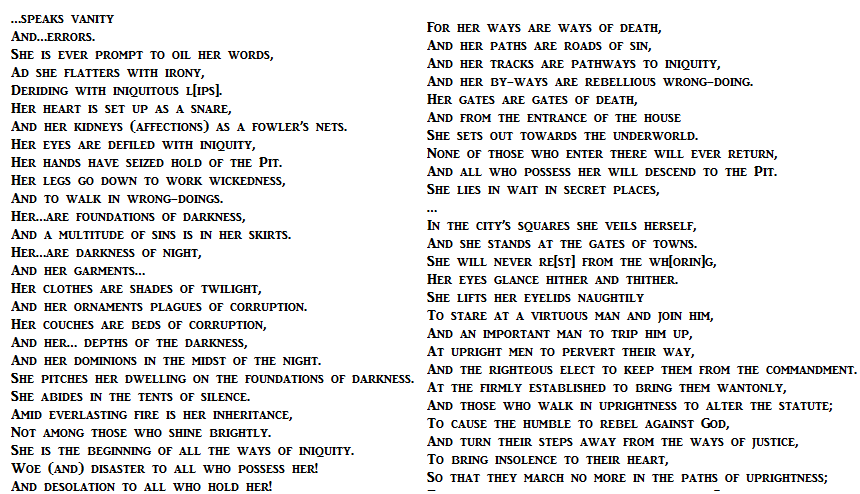 ...speaks vanity
And...errors.
She is ever prompt to oil her words,
Ad she flatters with irony,
Deriding with iniquitous l[ips].
Her heart is set up as a snare,
And her kidneys (affections) as a fowler's nets.
Her eyes are defiled with iniquity,
Her hands have seized hold of the Pit.
Her legs go down to work wickedness,
And to walk in wrong-doings.
Her...are foundations of darkness,
And a multitude of sins is in her skirts.
Her...are darkness of night,
And her garments...
Her clothes are shades of twilight,
And her ornaments plagues of corruption.
Her couches are beds of corruption,
And her... depths of the darkness,
And her dominions in the midst of the night.
She pitches her dwelling on the foundations of darkness.
She abides in the tents of silence.
Amid everlasting fire is her inheritance,
Not among those who shine brightly.
She is the beginning of all the ways of iniquity.
Woe (and) disaster to all who possess her!
And desolation to all who hold her!
For her ways are ways of death,
And her paths are roads of sin,
And her tracks are pathways to iniquity,
And her by-ways are rebellious wrong-doing.
Her gates are gates of death,
And from the entrance of the house
She sets out towards the underworld.
None of those who enter there will ever return,
And all who possess her will descend to the Pit.
She lies in wait in secret places,
...
In the city's squares she veils herself,
And she stands at the gates of towns.
She will never re[st] from the wh[orin]g,
Her eyes glance hither and thither.
She lifts her eyelids naughtily
To stare at a virtuous man and join him,
And an important man to trip him up,
At upright men to pervert their way,
And the righteous elect to keep them from the commandment.
At the firmly established to bring them wantonly,
And those who walk in uprightness to alter the statute;
To cause the humble to rebel against God,
And turn their steps away from the ways of justice,
To bring insolence to their heart,
So that they march no more in the paths of uprightness;